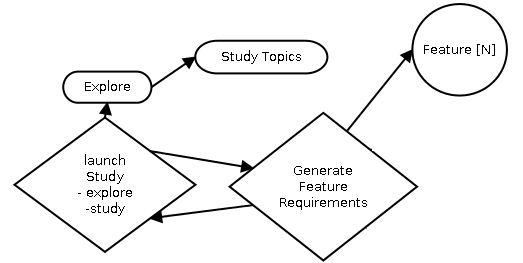 Feature [N]
Study Topics
Explore
launch
Study
- explore
-study
Generate
Feature
Requirements